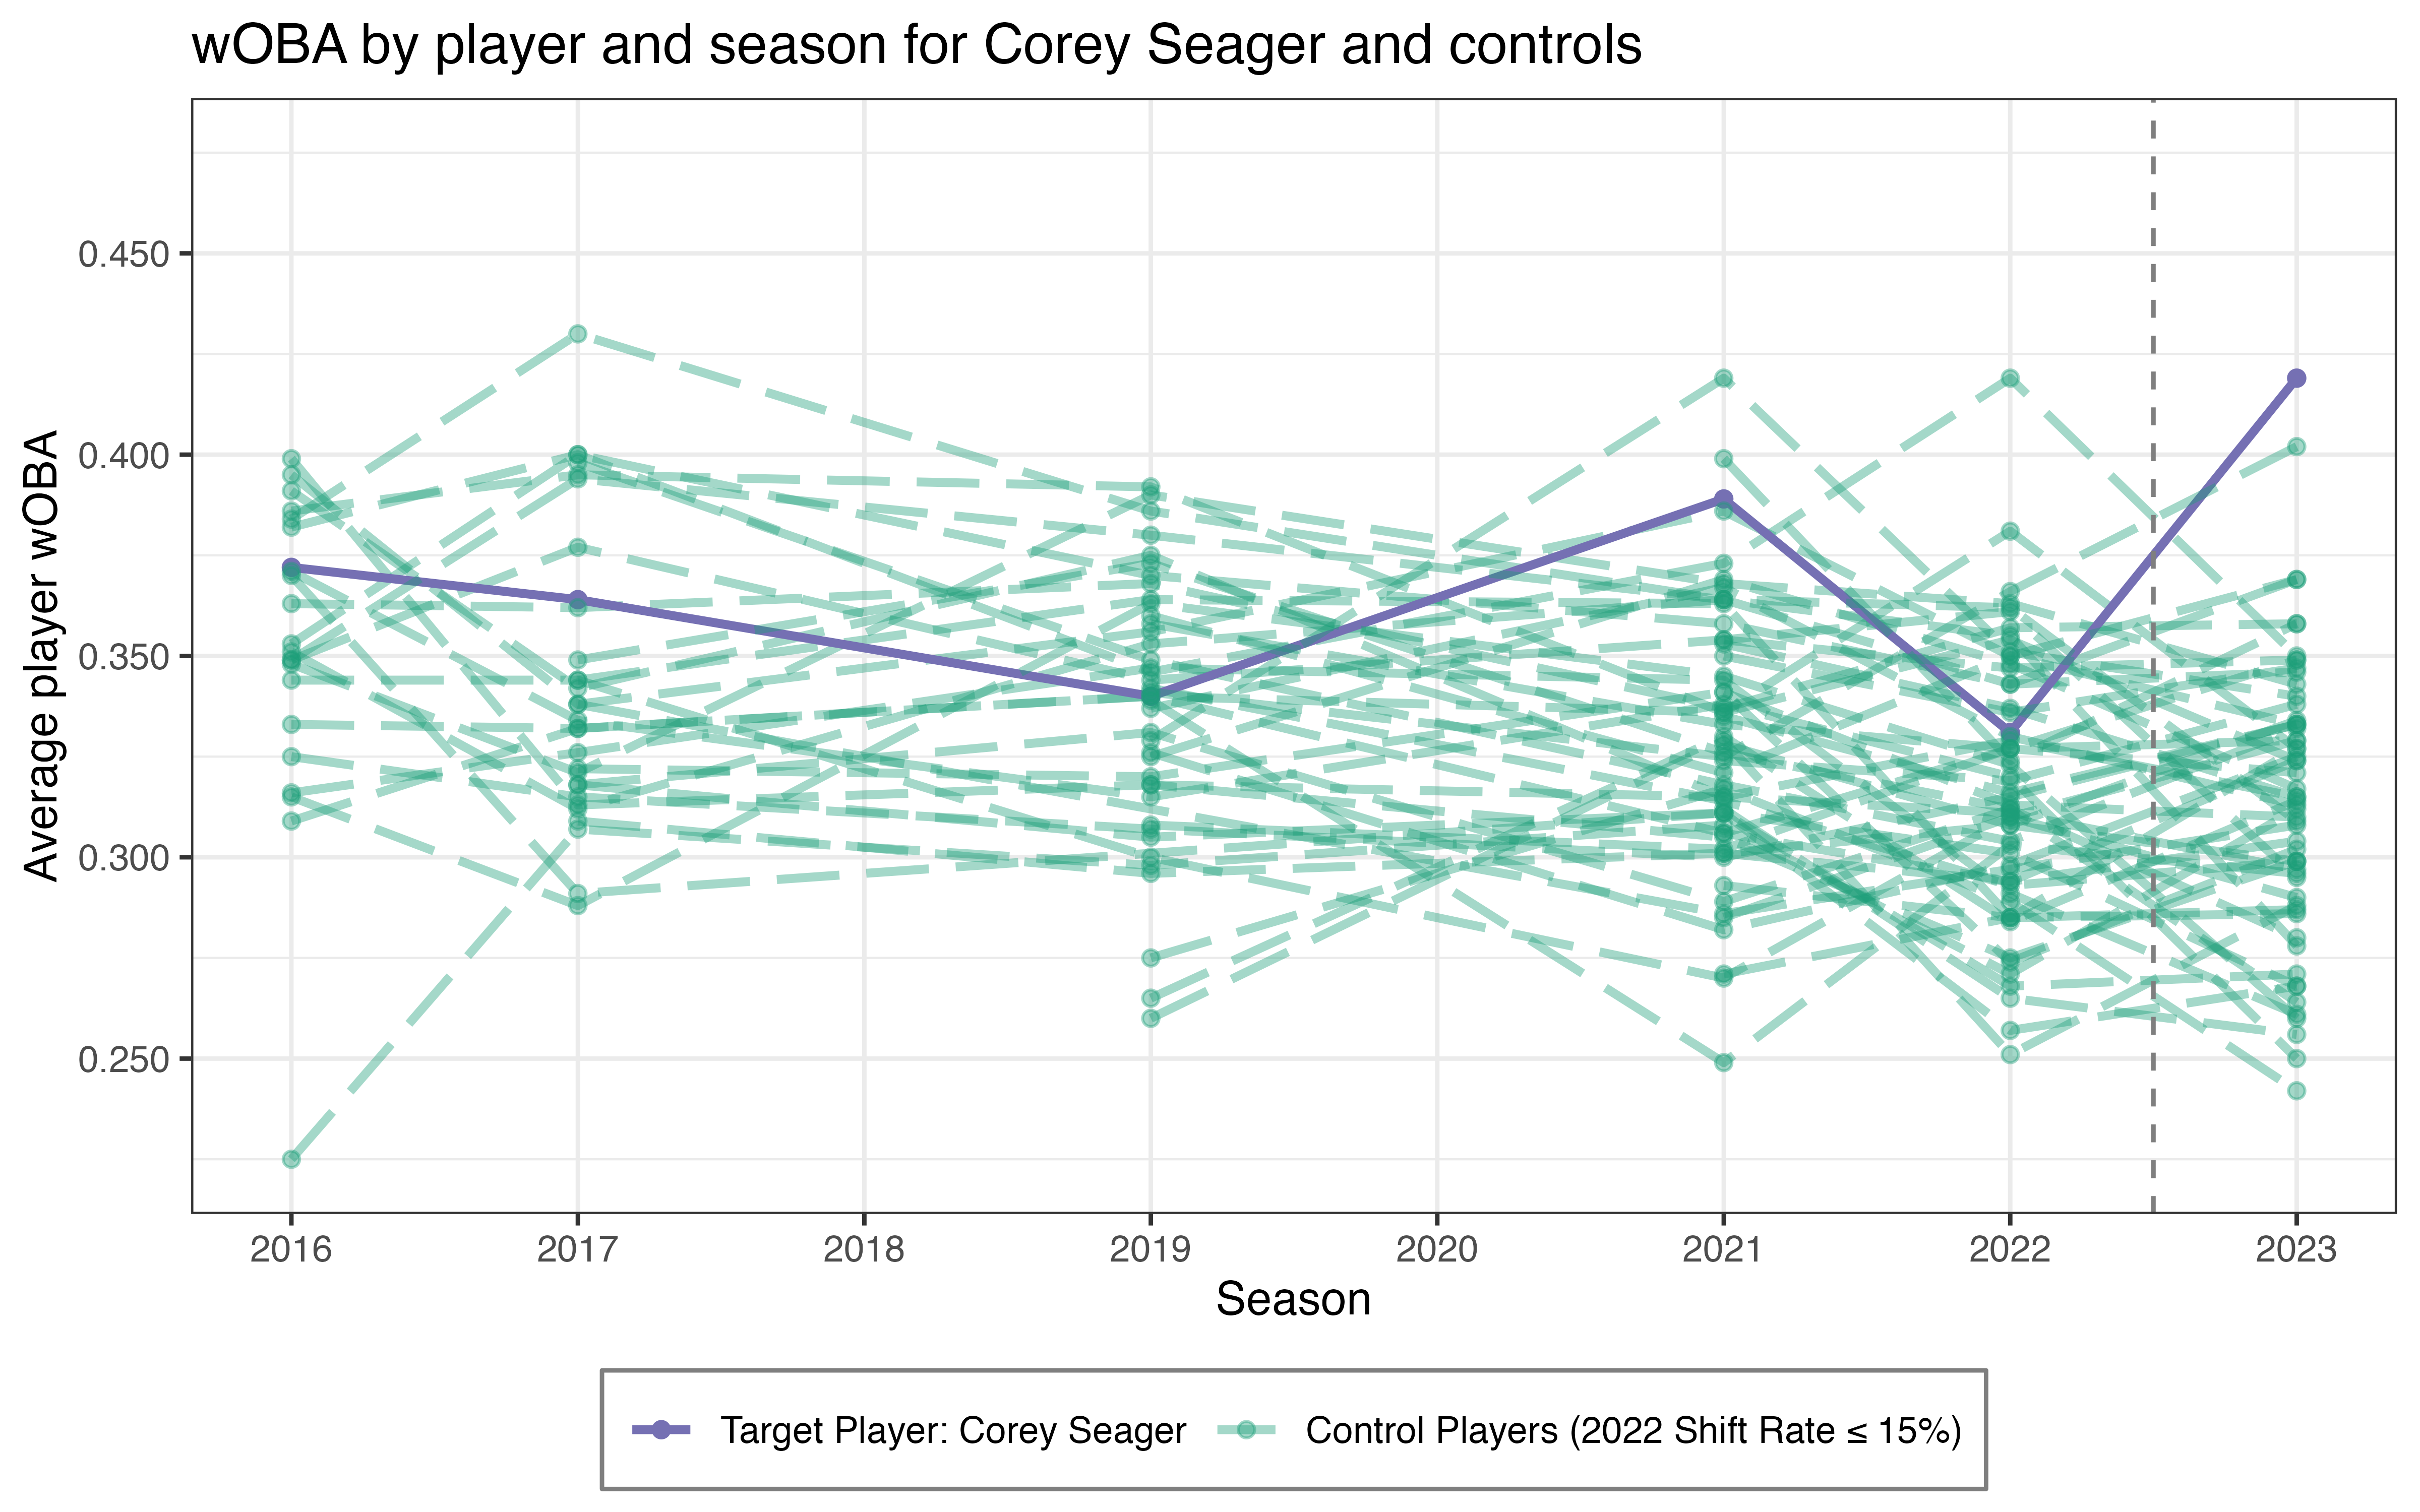 wOBA by player and season for Corey Seager and controls
Average player wOBA
0.450
0.400
0.350
0.300
0.250
2016 2017 2018 2019 2020 2021 2022 2023
Season
Target Player: Corey Seager Control Players (2022 Shift Rate ≤ 15%)